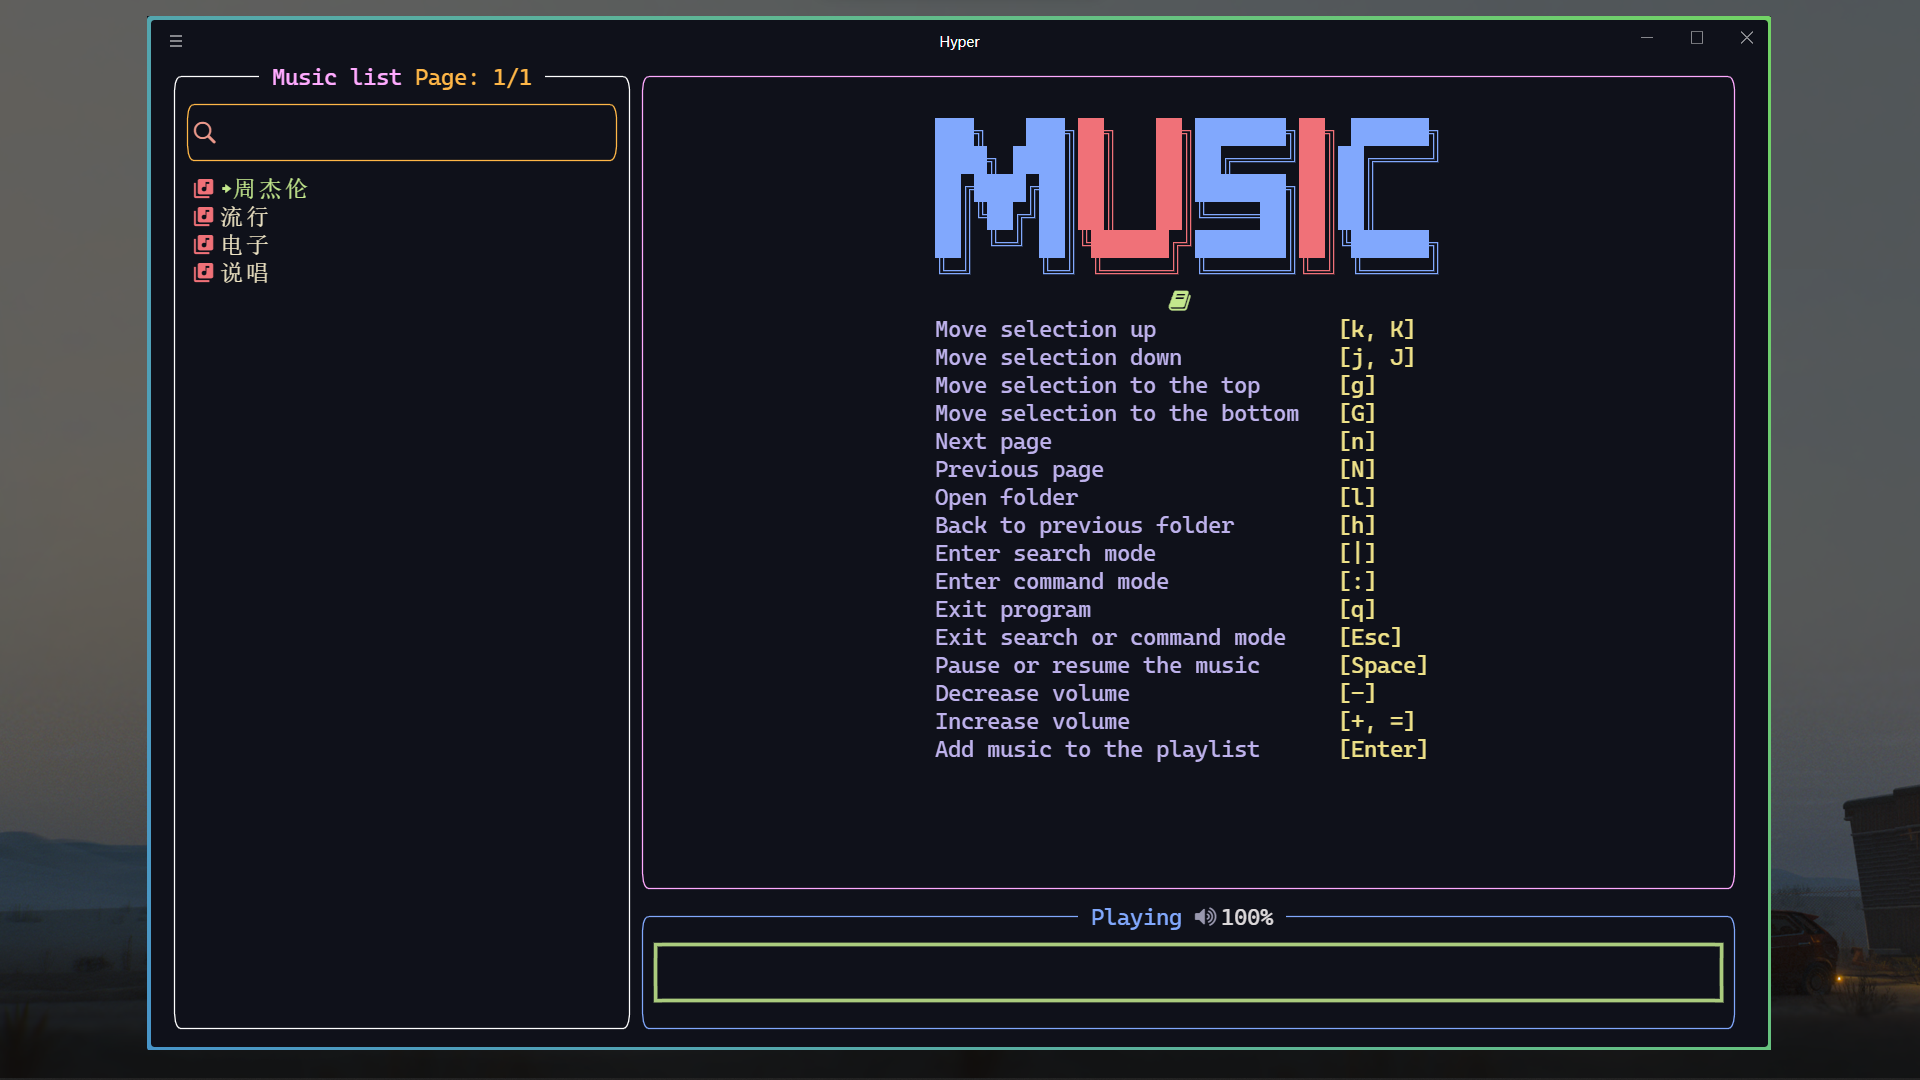 Hyper
Music list Page: 1/1
→周杰伦
流行
电子
说唱
MUSIC
Move selection up [k, K]
Move selection down [j, J]
Move selection to the top [g]
Move selection to the bottom [G]
Next page [n]
Previous page [N]
Open folder [l]
Back to previous folder [h]
Enter search mode [|]
Enter command mode [:]
Exit program [q]
Exit search or command mode [Esc]
Pause or resume the music [Space]
Decrease volume [-]
Increase volume [+, =]
Add music to the playlist [Enter]
Playing 100%